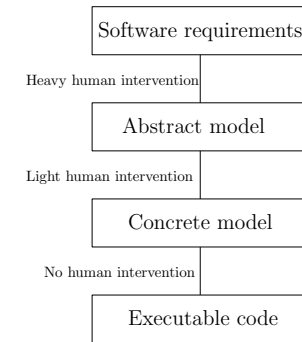 Software requirements
Heavy human intervention
Abstract model
Light human intervention
Concrete model
No human intervention
Executable code